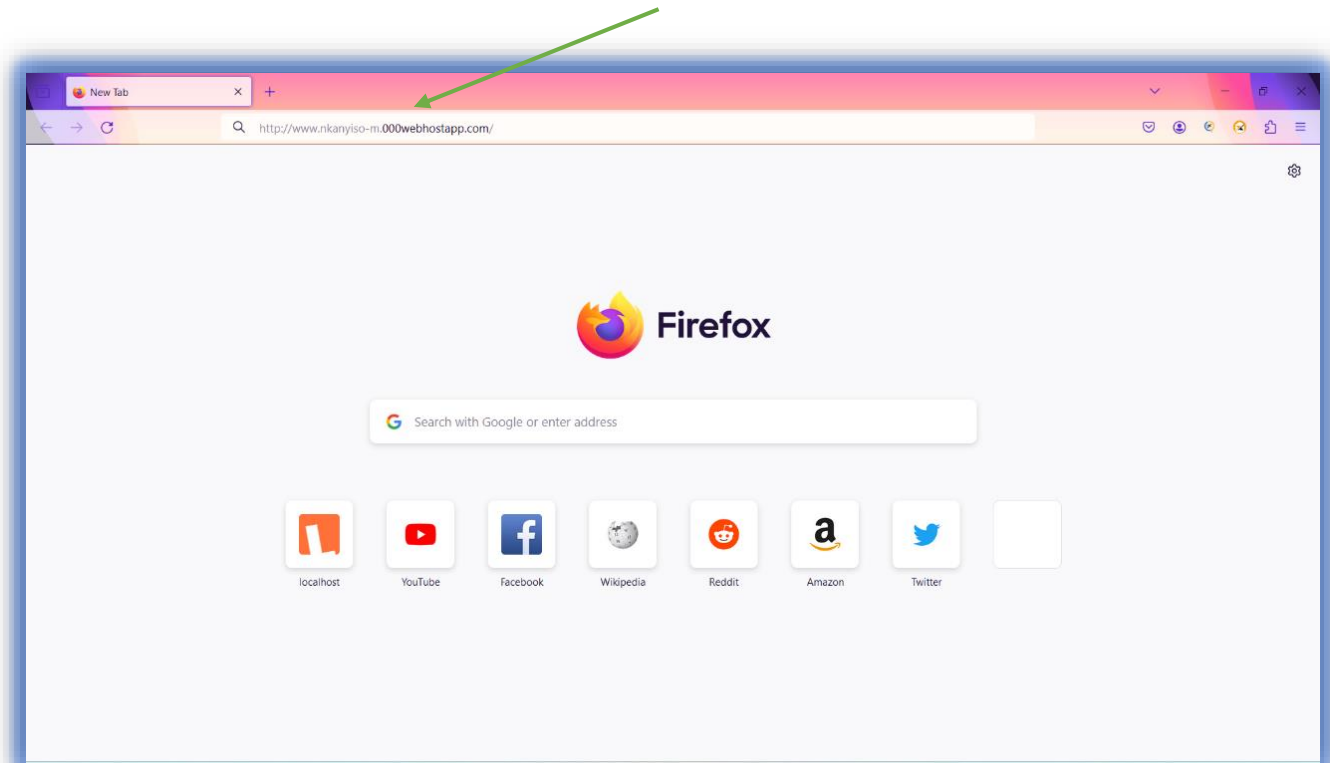 New Tab
http://www.nkanyiso-m.000webhostapp.com/
Firefox
Search with Google or enter address
localhost YouTube Facebook Wikipedia Reddit Amazon Twitter